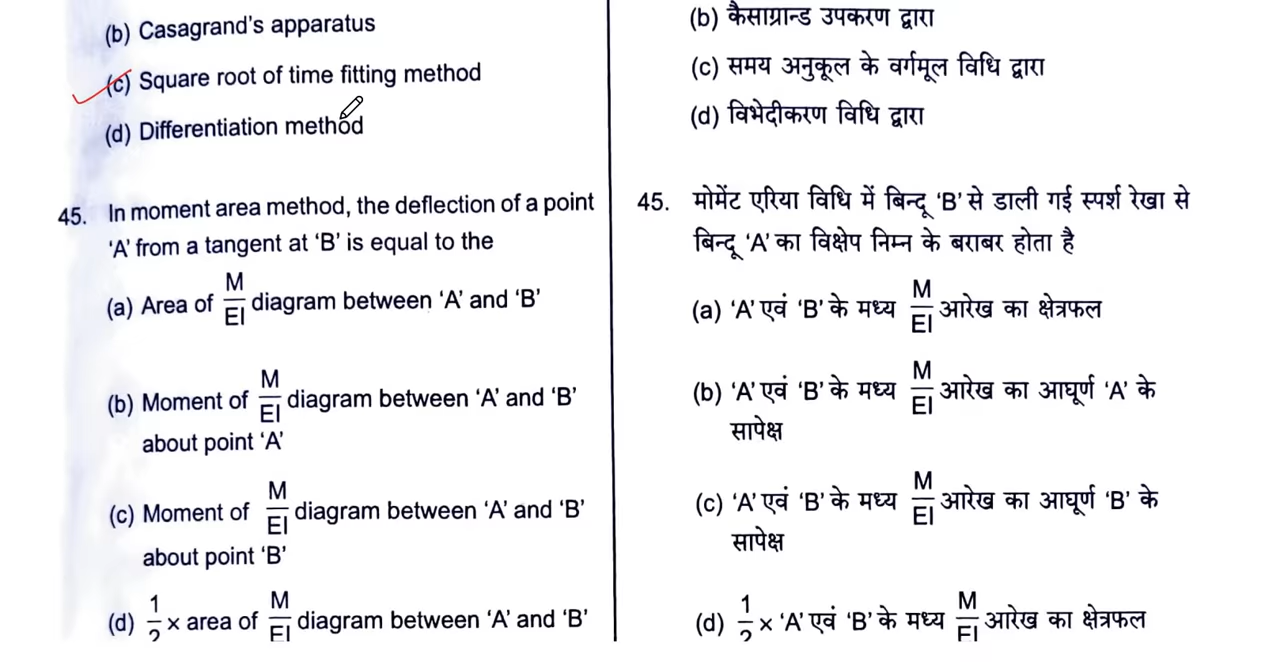 (b) Casagrand's apparatus
(c) Square root of time fitting method
(d) Differentiation method
45. In moment area method, the deflection of a point
'A' from a tangent at 'B' is equal to the
(a) Area of M/EI diagram between 'A' and 'B'
(b) Moment of M/EI diagram between 'A' and 'B'
about point 'A'
(c) Moment of M/EI diagram between 'A' and 'B'
about point 'B'
(d) 1/2 × area of M/EI diagram between 'A' and 'B'
(b) कैसाग्रान्ड उपकरण द्वारा
(c) समय अनुकूल के वर्गमूल विधि द्वारा
(d) विभेदीकरण विधि द्वारा
45. मोमेंट एरिया विधि में बिन्दू 'B' से डाली गई स्पर्श रेखा से
बिन्दू 'A' का विक्षेप निम्न के बराबर होता है
(a) 'A' एवं 'B' के मध्य M/EI आरेख का क्षेत्रफल
(b) 'A' एवं 'B' के मध्य M/EI आरेख का आघूर्ण 'A' के
सापेक्ष
(c) 'A' एवं 'B' के मध्य M/EI आरेख का आघूर्ण 'B' के
सापेक्ष
(d) 1/2 × 'A' एवं 'B' के मध्य M/EI आरेख का क्षेत्रफल